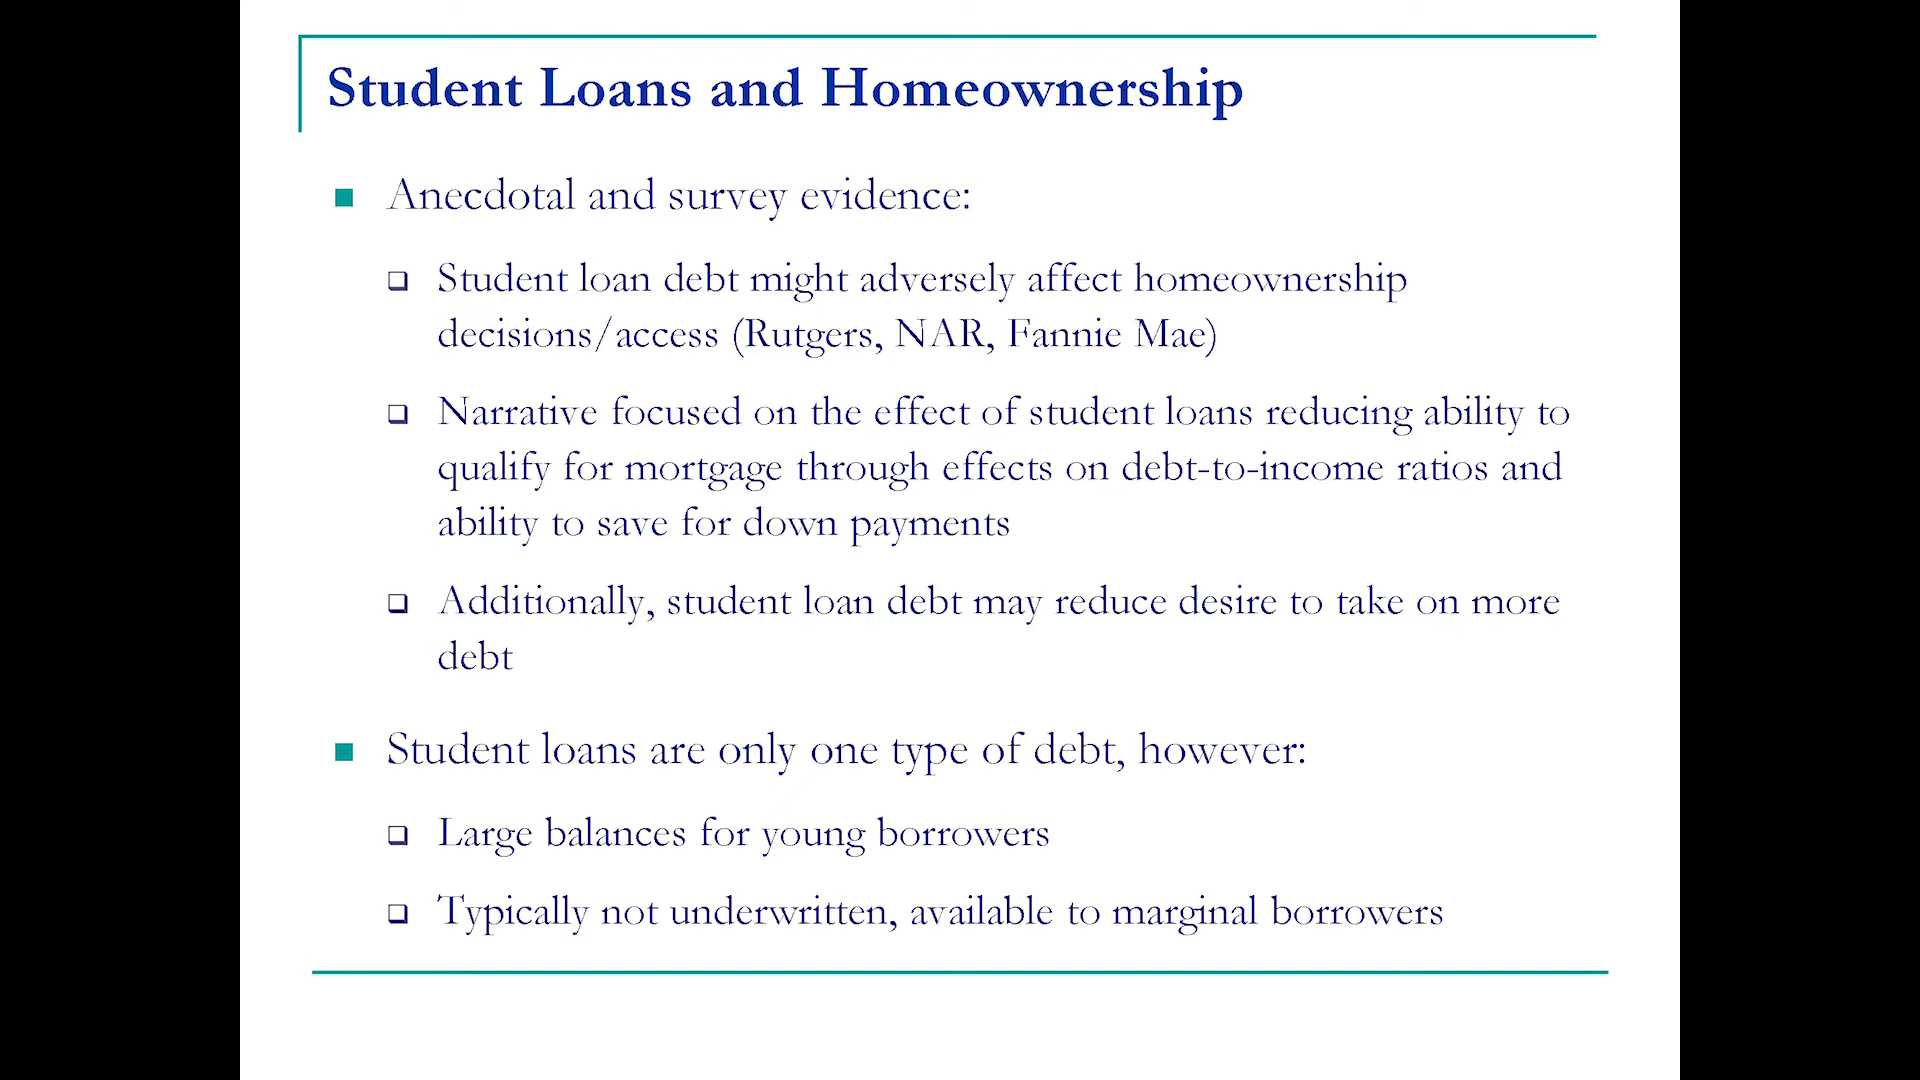 Student Loans and Homeownership
Anecdotal and survey evidence:
Student loan debt might adversely affect homeownership
decisions/access (Rutgers, NAR, Fannie Mae)
Narrative focused on the effect of student loans reducing ability to
qualify for mortgage through effects on debt-to-income ratios and
ability to save for down payments
Additionally, student loan debt may reduce desire to take on more
debt
Student loans are only one type of debt, however:
Large balances for young borrowers
Typically not underwritten, available to marginal borrowers